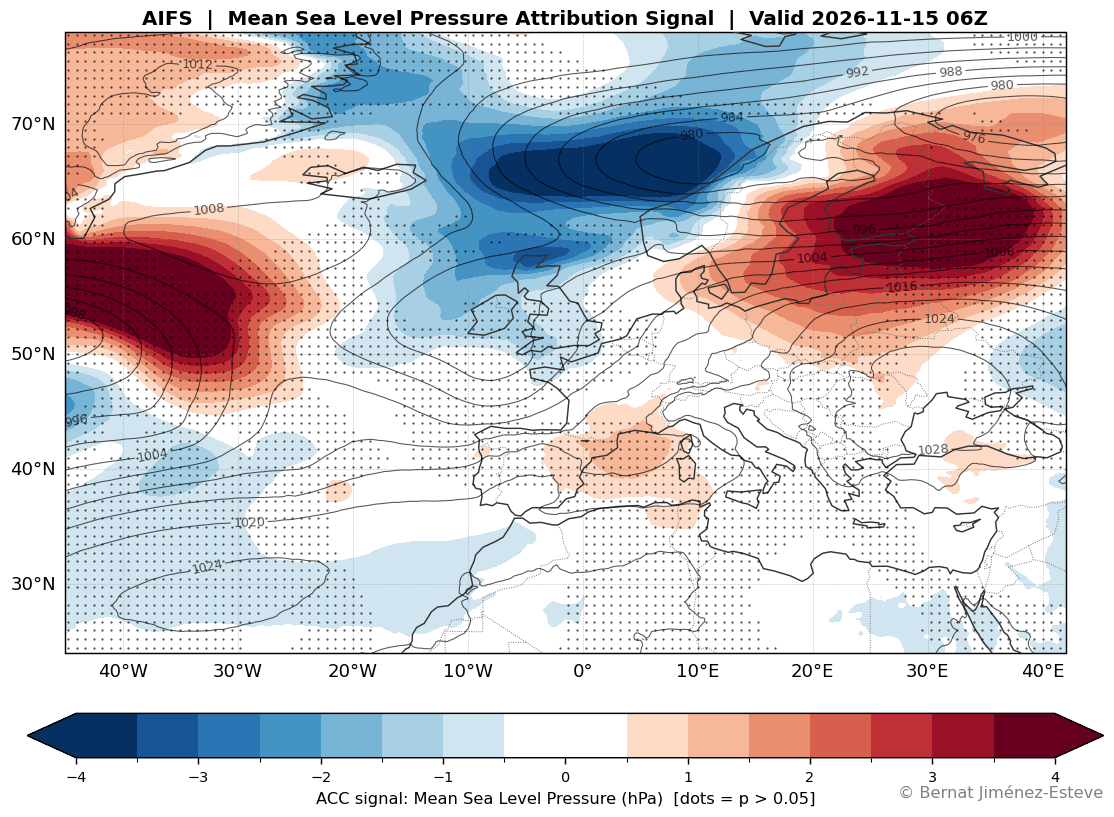 AIFS | Mean Sea Level Pressure Attribution Signal | Valid 2026-11-15 06Z
1000
1012
992
988
980
70°N
984
980
976
1008
60°N
996
1008
1004
1016
1024
50°N
996
1004
1028
40°N
1020
1024
30°N
40°W 30°W 20°W 10°W 0° 10°E 20°E 30°E 40°E
−4 −3 −2 −1 0 1 2 3 4
ACC signal: Mean Sea Level Pressure (hPa) [dots = p > 0.05]
© Bernat Jiménez-Esteve